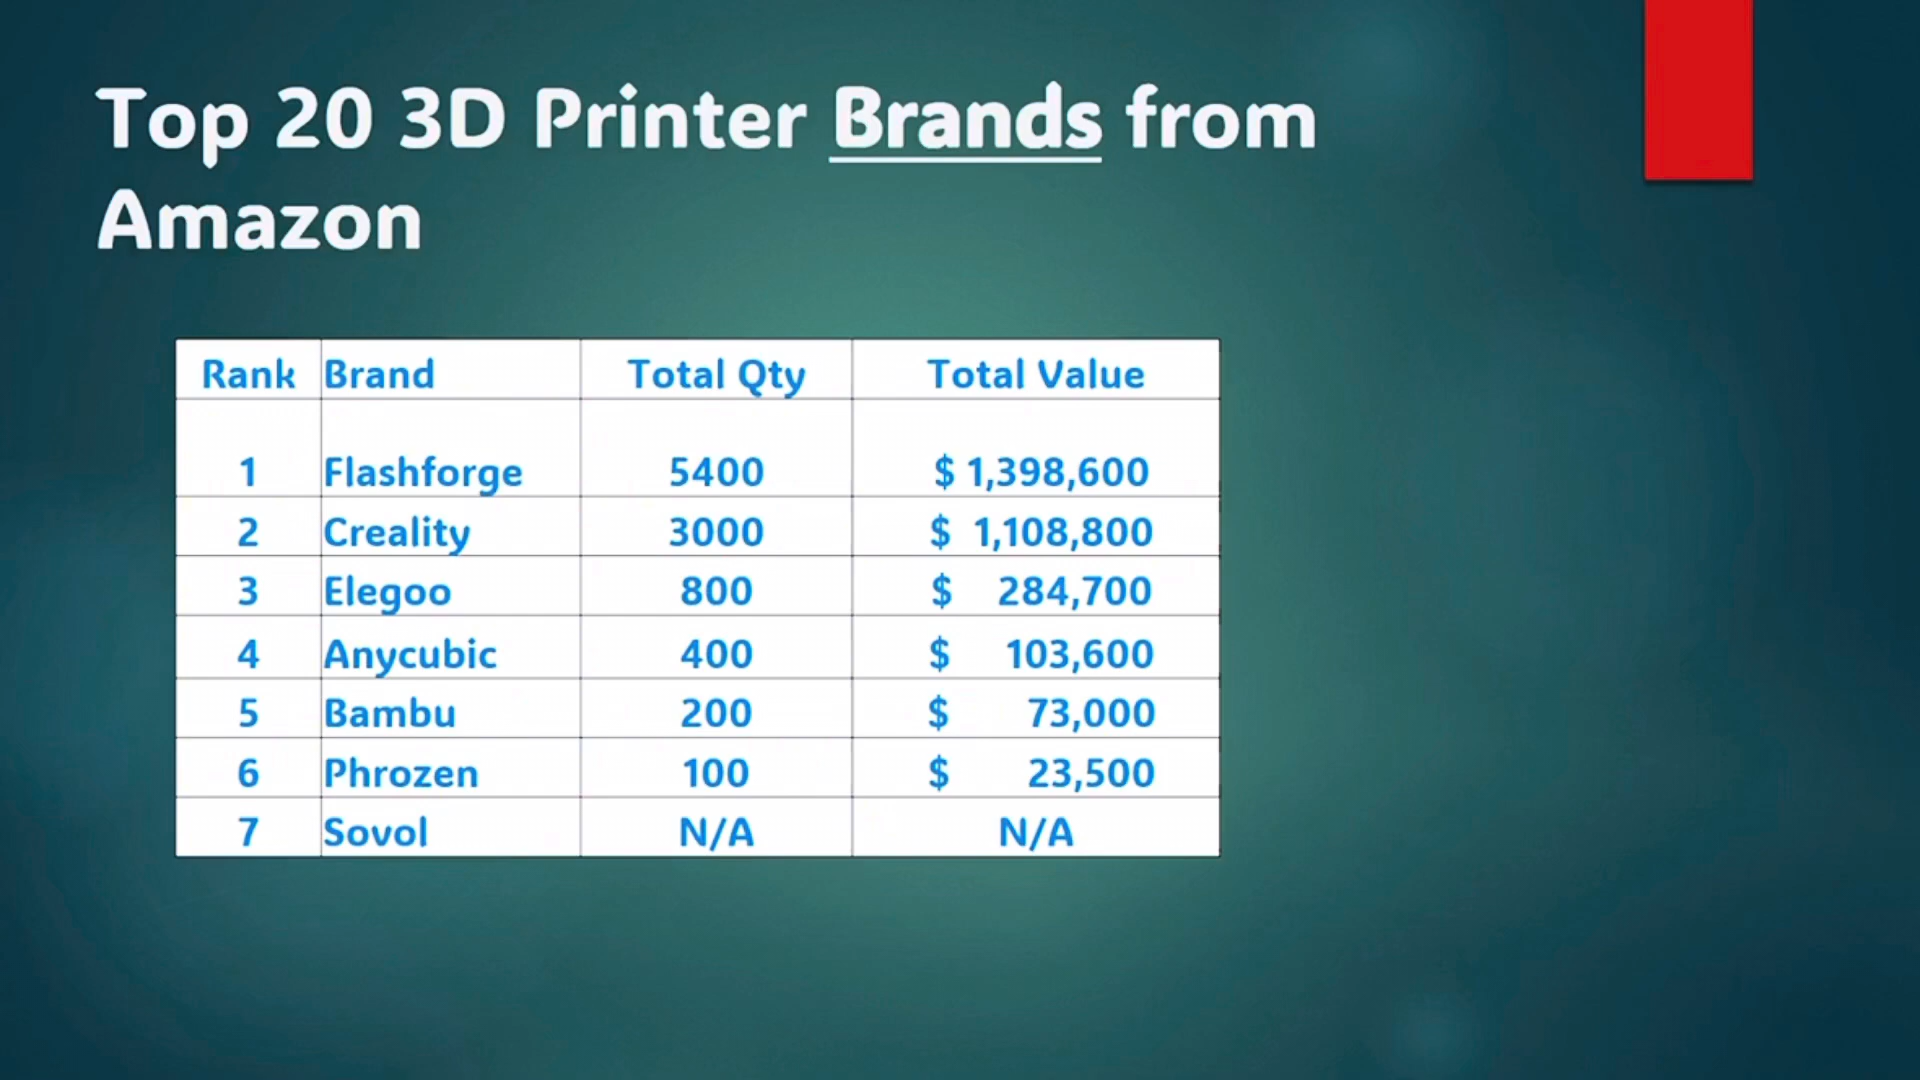 Top 20 3D Printer Brands from
Amazon
Rank Brand Total Qty Total Value
1 Flashforge 5400 $ 1,398,600
2 Creality 3000 $ 1,108,800
3 Elegoo 800 $ 284,700
4 Anycubic 400 $ 103,600
5 Bambu 200 $ 73,000
6 Phrozen 100 $ 23,500
7 Sovol N/A N/A